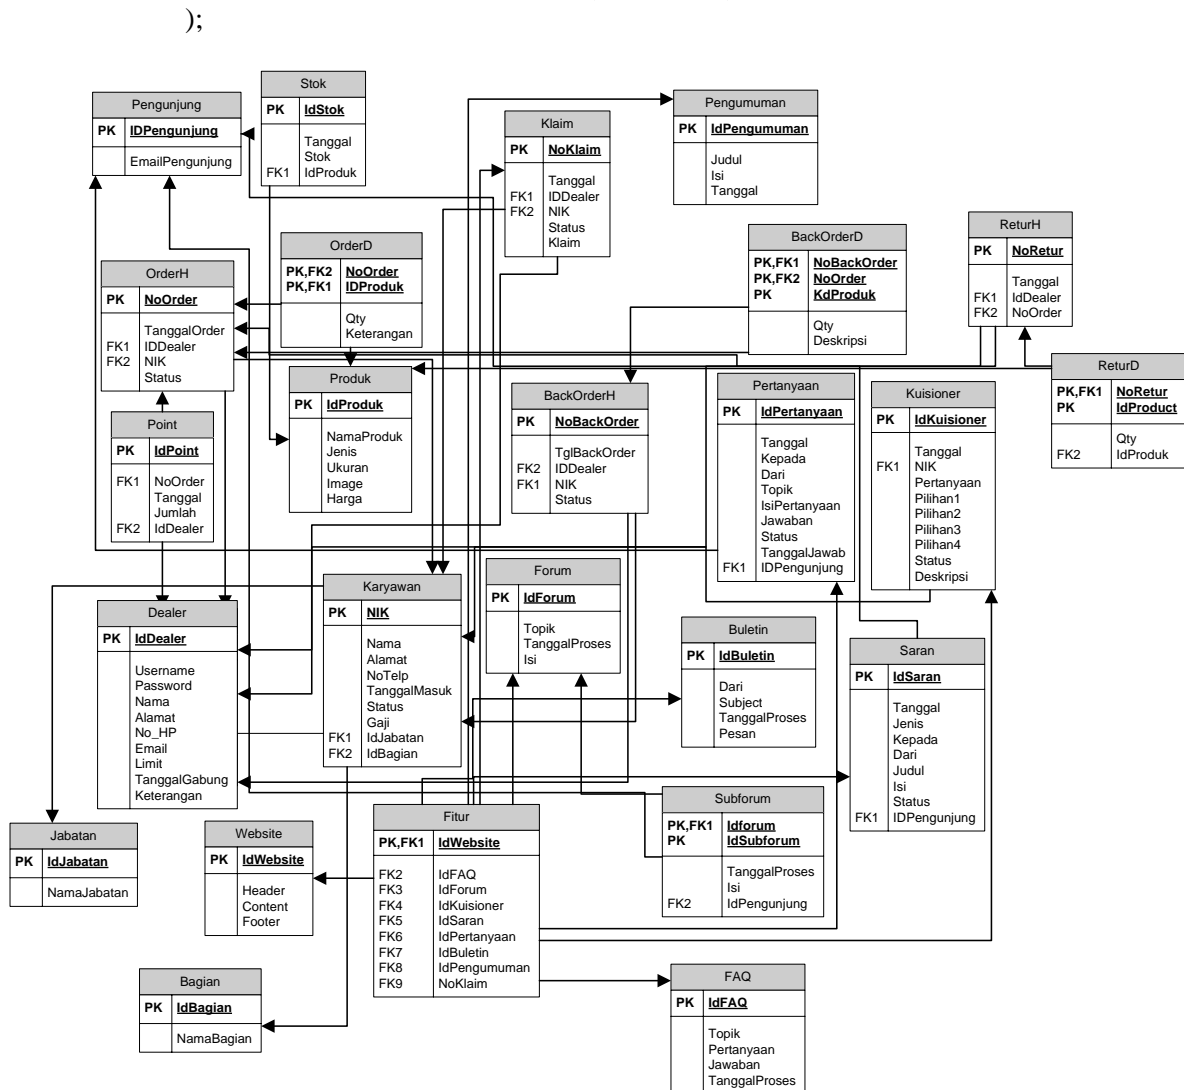 );
Stok
PK IdStok
Tanggal
Stok
FK1 IdProduk
Pengunjung
PK IDPengunjung
EmailPengunjung
Klaim
PK NoKlaim
Tanggal
FK1 IDDealer
FK2 NIK
Status
Klaim
Pengumuman
PK IdPengumuman
Judul
Isi
Tanggal
OrderH
PK NoOrder
TanggalOrder
FK1 IDDealer
FK2 NIK
Status
OrderD
PK,FK2 NoOrder
PK,FK1 IDProduk
Qty
Keterangan
BackOrderD
PK,FK1 NoBackOrder
PK,FK2 NoOrder
PK KdProduk
Qty
Deskripsi
ReturH
PK NoRetur
Tanggal
FK1 IdDealer
FK2 NoOrder
Produk
PK IdProduk
NamaProduk
Jenis
Ukuran
Image
Harga
BackOrderH
PK NoBackOrder
TglBackOrder
FK2 IDDealer
FK1 NIK
Status
Pertanyaan
PK IdPertanyaan
Tanggal
Kepada
Dari
Topik
IsiPertanyaan
Jawaban
Status
TanggalJawab
FK1 IDPengunjung
Kuisioner
PK IdKuisioner
Tanggal
FK1 NIK
Pertanyaan
Pilihan1
Pilihan2
Pilihan3
Pilihan4
Status
Deskripsi
ReturD
PK,FK1 NoRetur
PK IdProduct
Qty
FK2 IdProduk
Point
PK IdPoint
FK1 NoOrder
Tanggal
Jumlah
FK2 IdDealer
Dealer
PK IdDealer
Username
Password
Nama
Alamat
No_HP
Email
Limit
TanggalGabung
Keterangan
Karyawan
PK NIK
Nama
Alamat
NoTelp
TanggalMasuk
Status
Gaji
FK1 IdJabatan
FK2 IdBagian
Forum
PK IdForum
Topik
TanggalProses
Isi
Buletin
PK IdBuletin
Dari
Subject
TanggalProses
Pesan
Saran
PK IdSaran
Tanggal
Jenis
Kepada
Dari
Judul
Isi
Status
FK1 IDPengunjung
Jabatan
PK IdJabatan
NamaJabatan
Website
PK IdWebsite
Header
Content
Footer
Fitur
PK,FK1 IdWebsite
FK2 IdFAQ
FK3 IdForum
FK4 IdKuisioner
FK5 IdSaran
FK6 IdPertanyaan
FK7 IdBuletin
FK8 IdPengumuman
FK9 NoKlaim
Subforum
PK,FK1 Idforum
PK IdSubforum
TanggalProses
Isi
FK2 IdPengunjung
Bagian
PK IdBagian
NamaBagian
FAQ
PK IdFAQ
Topik
Pertanyaan
Jawaban
TanggalProses